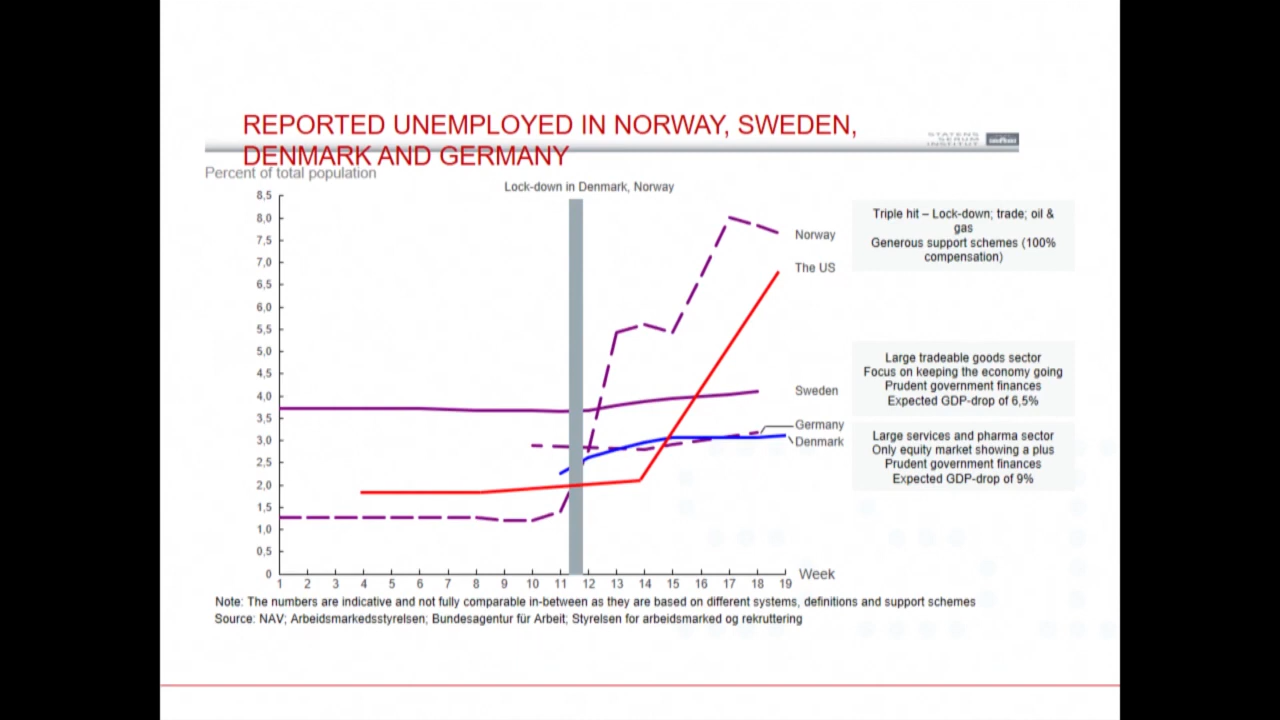 REPORTED UNEMPLOYED IN NORWAY, SWEDEN,
DENMARK AND GERMANY
STATENS
SERUM
INSTITUT
Percent of total population
Lock-down in Denmark, Norway
8,5
8,0
7,5
7,0
6,5
6,0
5,5
5,0
4,5
4,0
3,5
3,0
2,5
2,0
1,5
1,0
0,5
0
1 2 3 4 5 6 7 8 9 10 11 12 13 14 15 16 17 18 19 Week
Norway
The US
Sweden
Germany
Denmark
Triple hit – Lock-down; trade; oil &
gas
Generous support schemes (100%
compensation)
Large tradeable goods sector
Focus on keeping the economy going
Prudent government finances
Expected GDP-drop of 6,5%
Large services and pharma sector
Only equity market showing a plus
Prudent government finances
Expected GDP-drop of 9%
Note: The numbers are indicative and not fully comparable in-between as they are based on different systems, definitions and support schemes
Source: NAV; Arbeidsmarkedsstyrelsen; Bundesagentur für Arbeit; Styrelsen for arbeidsmarked og rekruttering